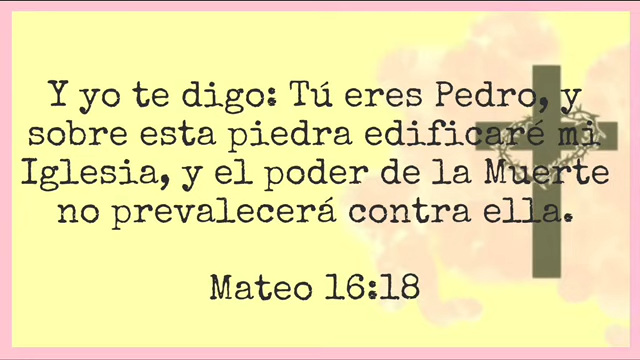 Y yo te digo: Tú eres Pedro, y
sobre esta piedra edificaré mi
Iglesia, y el poder de la Muerte
no prevalecerá contra ella.
Mateo 16:18